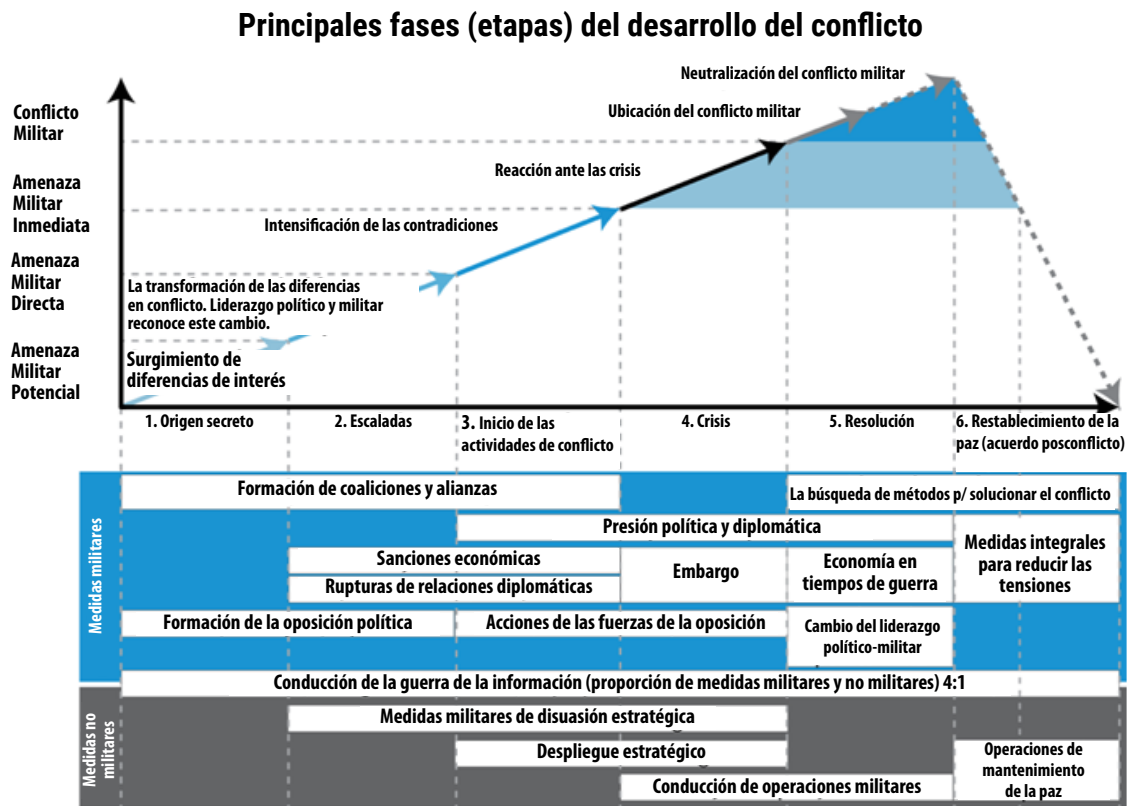 Principales fases (etapas) del desarrollo del conflicto
Neutralización del conflicto militar
Ubicación del conflicto militar
Conflicto
Militar
Reacción ante las crisis
Amenaza
Militar
Inmediata
Intensificación de las contradiciones
Amenaza
Militar
Directa
La transformación de las diferencias
en conflicto. Liderazgo político y militar
reconoce este cambio.
Amenaza
Militar
Potencial
Surgimiento de
diferencias de interés
1. Origen secreto
2. Escaladas
3. Inicio de las
actividades de conflicto
4. Crisis
5. Resolución
6. Restablecimiento de la
paz (acuerdo posconflicto)
Medidas militares
Formación de coaliciones y alianzas
La búsqueda de métodos p/ solucionar el conflicto
Presión política y diplomática
Sanciones económicas
Rupturas de relaciones diplomáticas
Embargo
Economía en
tiempos de guerra
Medidas integrales
para reducir las
tensiones
Formación de la oposición política
Acciones de las fuerzas de la oposición
Cambio del liderazgo
político-militar
Conducción de la guerra de la información (proporción de medidas militares y no militares) 4:1
Medidas no
militares
Medidas militares de disuasión estratégica
Despliegue estratégico
Conducción de operaciones militares
Operaciones de
mantenimiento
de la paz